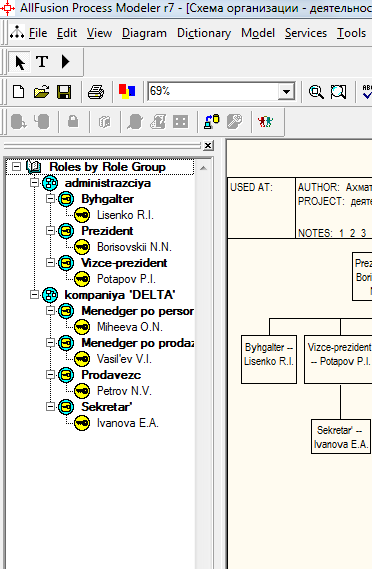 AllFusion Process Modeler r7 - [Схема организации - деятельнос
File Edit View Diagram Dictionary Model Services Tools
T
69%
ABC
Roles by Role Group
administrazciya
Byhgalter
Lisenko R.I.
Prezident
Borisovskii N.N.
Vizce-prezident
Potapov P.I.
kompaniya 'DELTA'
Menedger po person
Miheeva O.N.
Menedger po prodaz
Vasil'ev V.I.
Prodavezc
Petrov N.V.
Sekretar'
Ivanova E.A.
USED AT:
AUTHOR: Ахмат
PROJECT: деяте
NOTES: 1 2 3
Prez
Bori
N
Byhgalter --
Lisenko R.I.
Vizce-prezident
-- Potapov P.I.
Sekretar' --
Ivanova E.A.